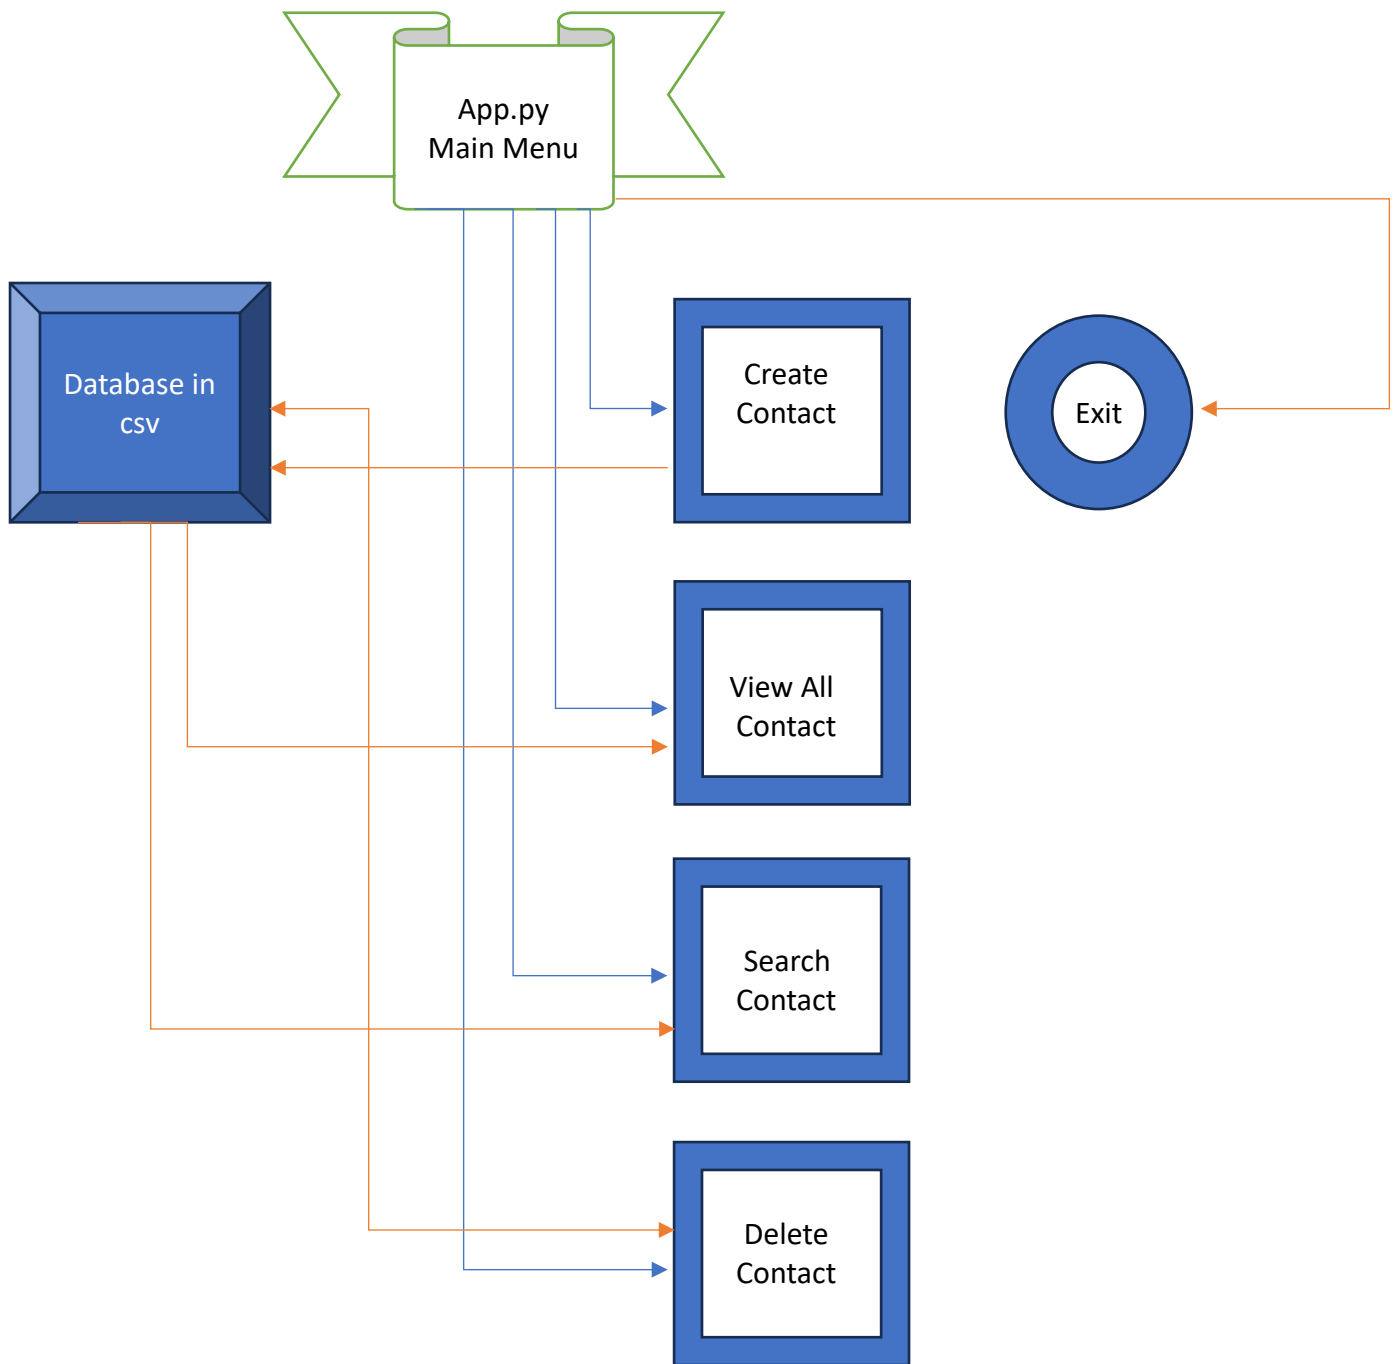 App.py
Main Menu
Database in
csv
Create
Contact
Exit
View All
Contact
Search
Contact
Delete
Contact